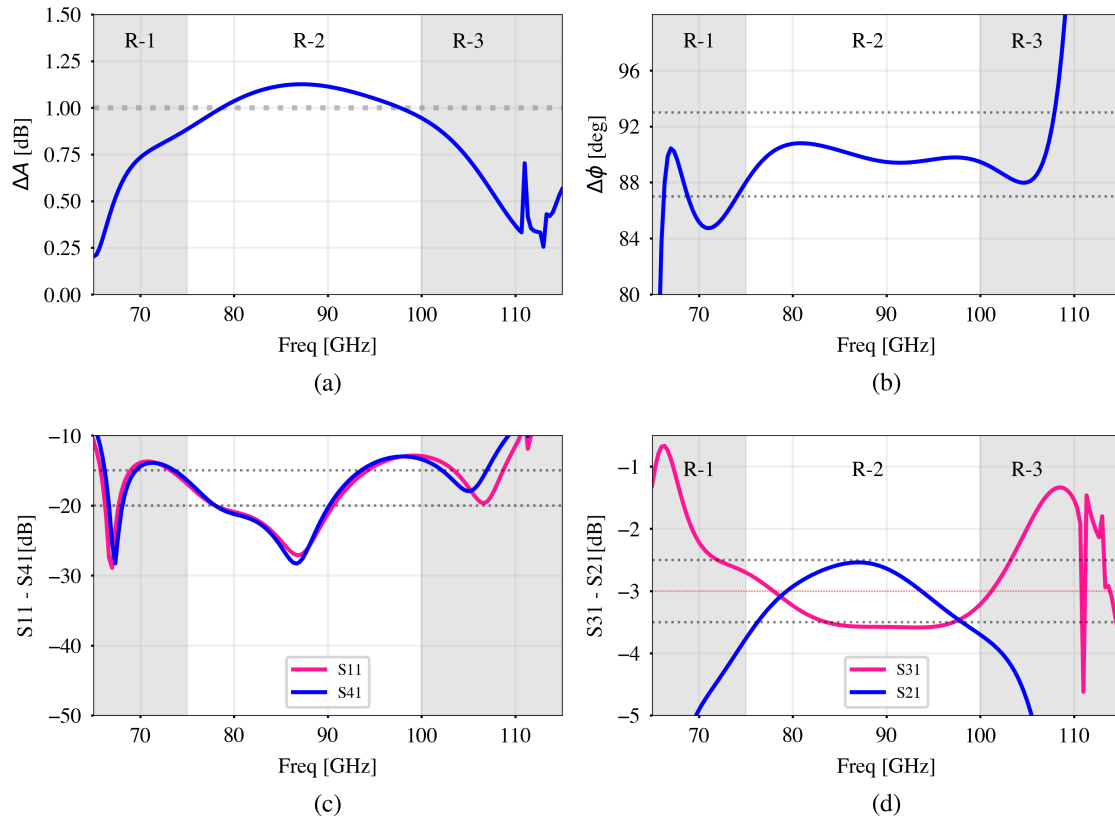 1.50
1.25
1.00
0.75
0.50
0.25
0.00
ΔA [dB]
R-1 R-2 R-3
70 80 90 100 110
Freq [GHz]
(a)
96
92
88
84
80
Δϕ [deg]
R-1 R-2 R-3
70 80 90 100 110
Freq [GHz]
(b)
−10
−20
−30
−40
−50
S11 - S41[dB]
S11
S41
70 80 90 100 110
Freq [GHz]
(c)
−1
−2
−3
−4
−5
S31 - S21[dB]
R-1 R-2 R-3
S31
S21
70 80 90 100 110
Freq [GHz]
(d)